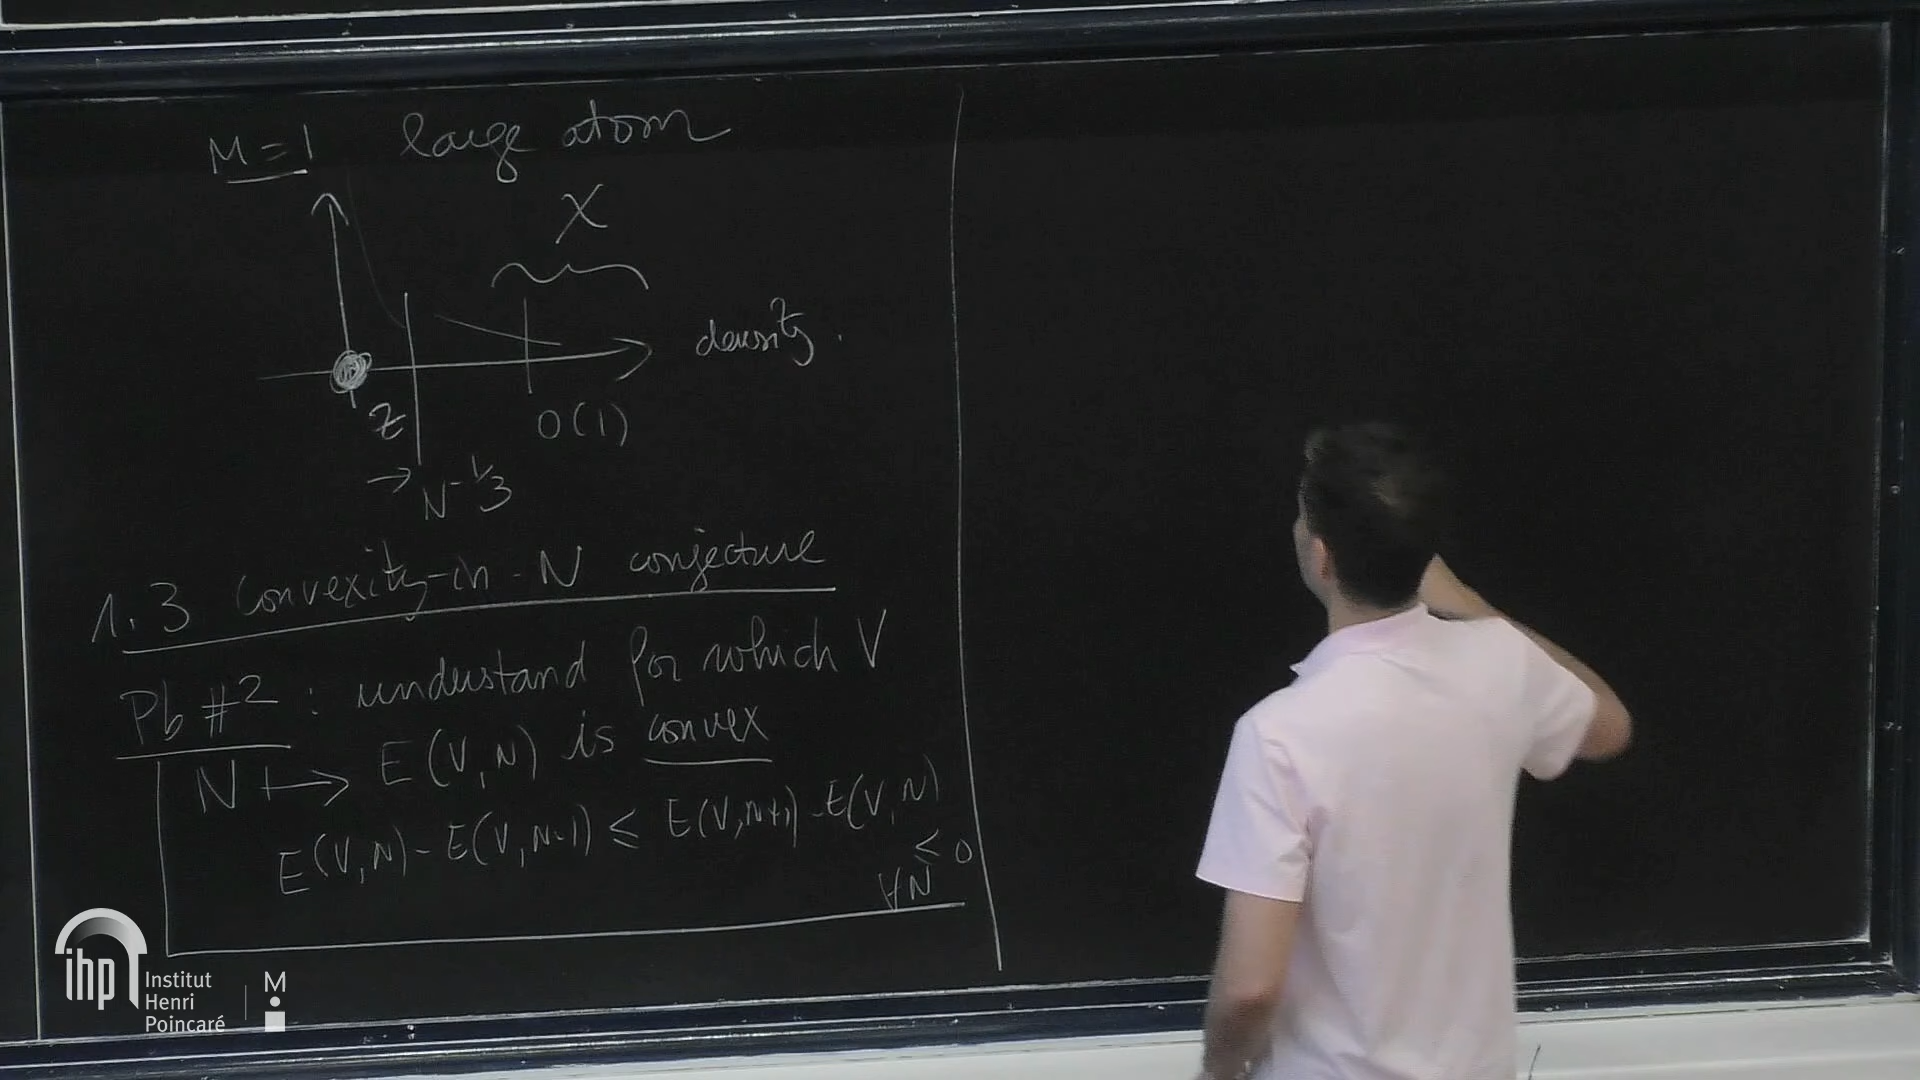 M=1 large atom
X
density.
Z
O(1)
→ N^-1/3
1.3 Convexity-in-N conjecture
Pb #2 : understand for which V
N ↦ E(V,N) is convex
E(V,N) - E(V,N-1) ≤ E(V,N+1) - E(V,N)
≤ 0
∀N
ihp
Institut
Henri
Poincaré
M